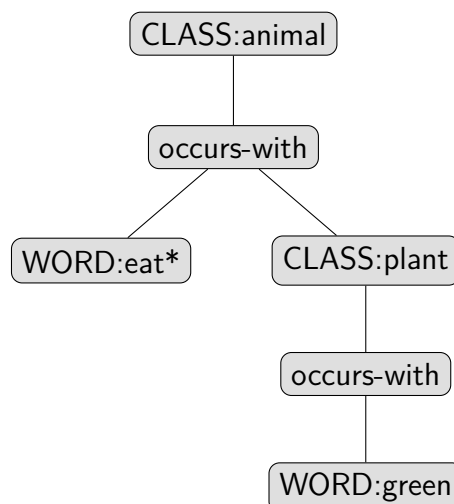 CLASS:animal
occurs-with
WORD:eat*
CLASS:plant
occurs-with
WORD:green